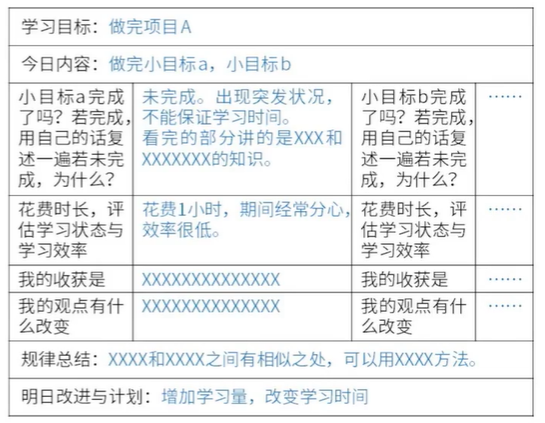 学习目标：做完项目A
今日内容：做完小目标a，小目标b
小目标a完成
了吗？若完成，
用自己的话复
述一遍若未完
成，为什么？
未完成。出现突发状况，
不能保证学习时间。
看完的部分讲的是XXX和
XXXXXXX的知识。
小目标b完成
了吗？若完成，
用自己的话复
述一遍若未完
成，为什么？
……
花费时长，评
估学习状态与
学习效率
花费1小时，期间经常分心，
效率很低。
花费时长，评
估学习状态与
学习效率
……
我的收获是
XXXXXXXXXXXXXX
我的收获是
……
我的观点有什
么改变
XXXXXXXXXXXXXX
我的观点有什
么改变
……
规律总结：XXXX和XXXX之间有相似之处，可以用XXXX方法。
明日改进与计划：增加学习量，改变学习时间